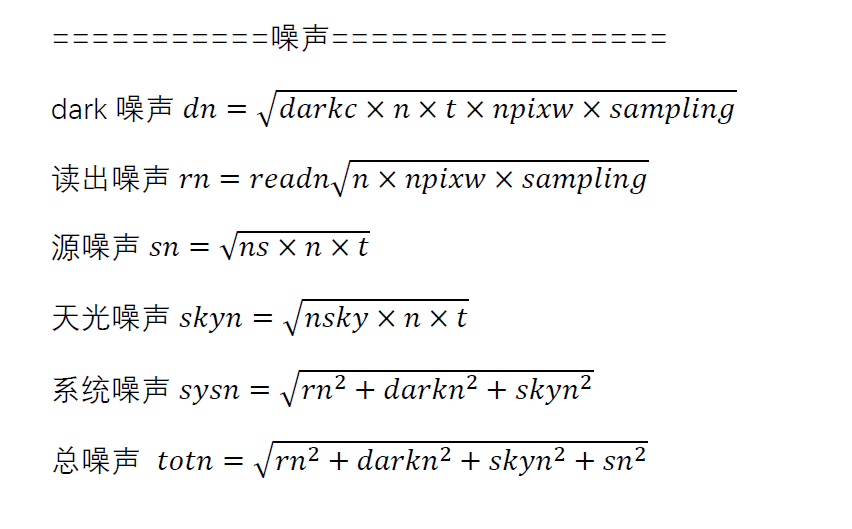 ===========噪声=================
dark 噪声 dn = √(darkc × n × t × npixw × sampling)
读出噪声 rn = readn√(n × npixw × sampling)
源噪声 sn = √(ns × n × t)
天光噪声 skyn = √(nsky × n × t)
系统噪声 sysn = √(rn² + darkn² + skyn²)
总噪声 totn = √(rn² + darkn² + skyn² + sn²)